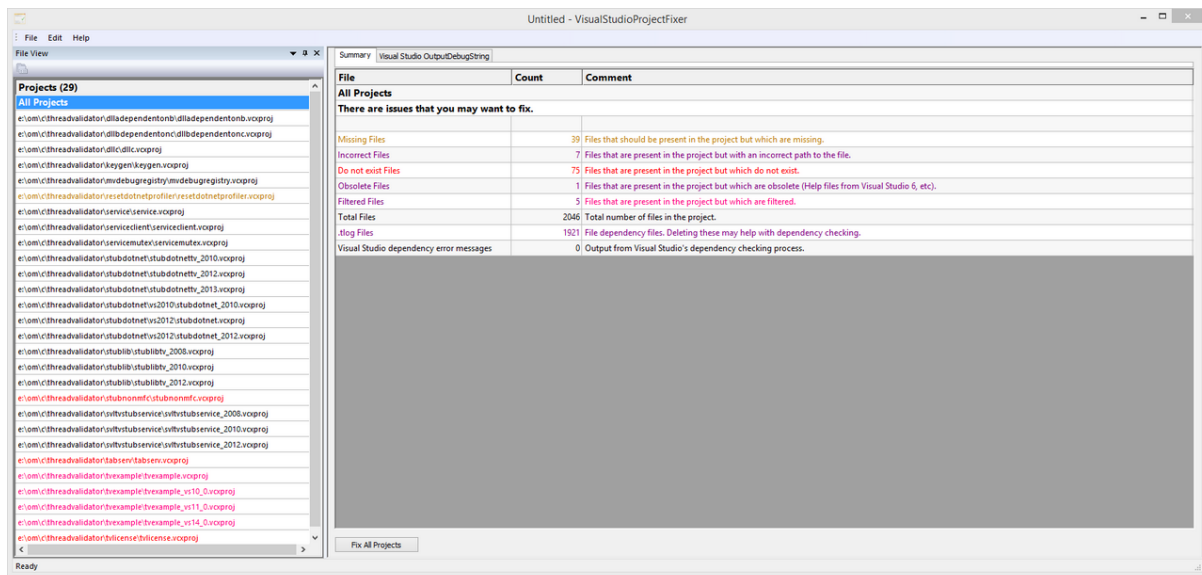 Untitled - VisualStudioProjectFixer
File Edit Help
File View
Projects (29)
All Projects
e:\om\c\threadvalidator\dlladependentonb\dlladependentonb.vcxproj
e:\om\c\threadvalidator\dllbdependentonc\dllbdependentonc.vcxproj
e:\om\c\threadvalidator\dllc\dllc.vcxproj
e:\om\c\threadvalidator\keygen\keygen.vcxproj
e:\om\c\threadvalidator\mvdebugregistry\mvdebugregistry.vcxproj
e:\om\c\threadvalidator\resetdotnetprofiler\resetdotnetprofiler.vcxproj
e:\om\c\threadvalidator\service\service.vcxproj
e:\om\c\threadvalidator\serviceclient\serviceclient.vcxproj
e:\om\c\threadvalidator\servicemutex\servicemutex.vcxproj
e:\om\c\threadvalidator\stubdotnet\stubdotnettv_2010.vcxproj
e:\om\c\threadvalidator\stubdotnet\stubdotnettv_2012.vcxproj
e:\om\c\threadvalidator\stubdotnet\stubdotnettv_2013.vcxproj
e:\om\c\threadvalidator\stubdotnet\vs2010\stubdotnet_2010.vcxproj
e:\om\c\threadvalidator\stubdotnet\vs2012\stubdotnet.vcxproj
e:\om\c\threadvalidator\stubdotnet\vs2012\stubdotnet_2012.vcxproj
e:\om\c\threadvalidator\stublib\stublibtv_2008.vcxproj
e:\om\c\threadvalidator\stublib\stublibtv_2010.vcxproj
e:\om\c\threadvalidator\stublib\stublibtv_2012.vcxproj
e:\om\c\threadvalidator\stubnonmfc\stubnonmfc.vcxproj
e:\om\c\threadvalidator\svltvstubservice\svltvstubservice_2008.vcxproj
e:\om\c\threadvalidator\svltvstubservice\svltvstubservice_2010.vcxproj
e:\om\c\threadvalidator\svltvstubservice\svltvstubservice_2012.vcxproj
e:\om\c\threadvalidator\tabserv\tabserv.vcxproj
e:\om\c\threadvalidator\tvexample\tvexample.vcxproj
e:\om\c\threadvalidator\tvexample\tvexample_vs10_0.vcxproj
e:\om\c\threadvalidator\tvexample\tvexample_vs11_0.vcxproj
e:\om\c\threadvalidator\tvexample\tvexample_vs14_0.vcxproj
e:\om\c\threadvalidator\tvlicense\tvlicense.vcxproj
Summary Visual Studio OutputDebugString
File Count Comment
All Projects
There are issues that you may want to fix.
Missing Files 39 Files that should be present in the project but which are missing.
Incorrect Files 7 Files that are present in the project but with an incorrect path to the file.
Do not exist Files 75 Files that are present in the project but which do not exist.
Obsolete Files 1 Files that are present in the project but which are obsolete (Help files from Visual Studio 6, etc).
Filtered Files 5 Files that are present in the project but which are filtered.
Total Files 2046 Total number of files in the project.
.tlog Files 1921 File dependency files. Deleting these may help with dependency checking.
Visual Studio dependency error messages 0 Output from Visual Studio's dependency checking process.
Fix All Projects
Ready